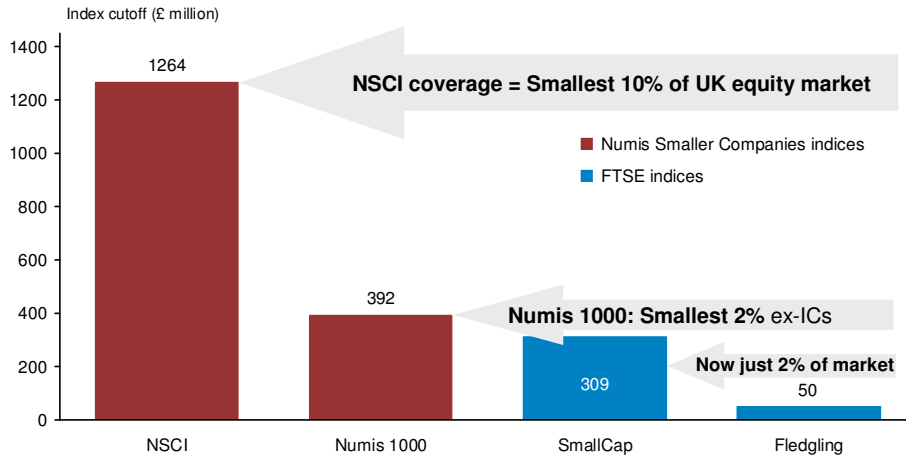 Index cutoff (£ million)
1400
1200
1000
800
600
400
200
0
1264
NSCI coverage = Smallest 10% of UK equity market
Numis Smaller Companies indices
FTSE indices
392
Numis 1000: Smallest 2% ex-ICs
309
Now just 2% of market
50
NSCI
Numis 1000
SmallCap
Fledgling